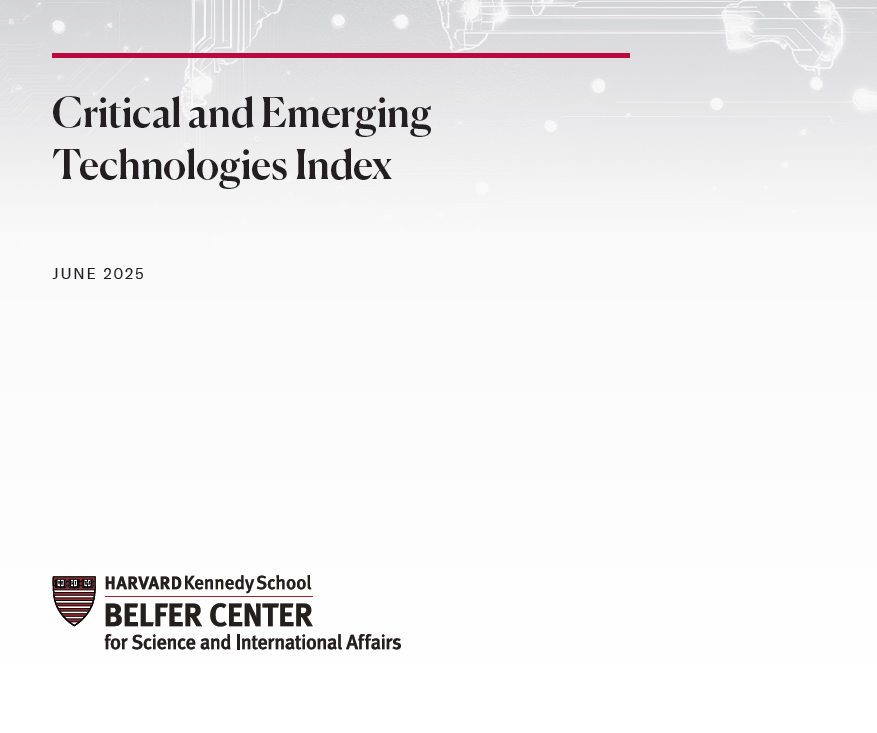 Critical and Emerging
Technologies Index
JUNE 2025
HARVARD Kennedy School
BELFER CENTER
for Science and International Affairs